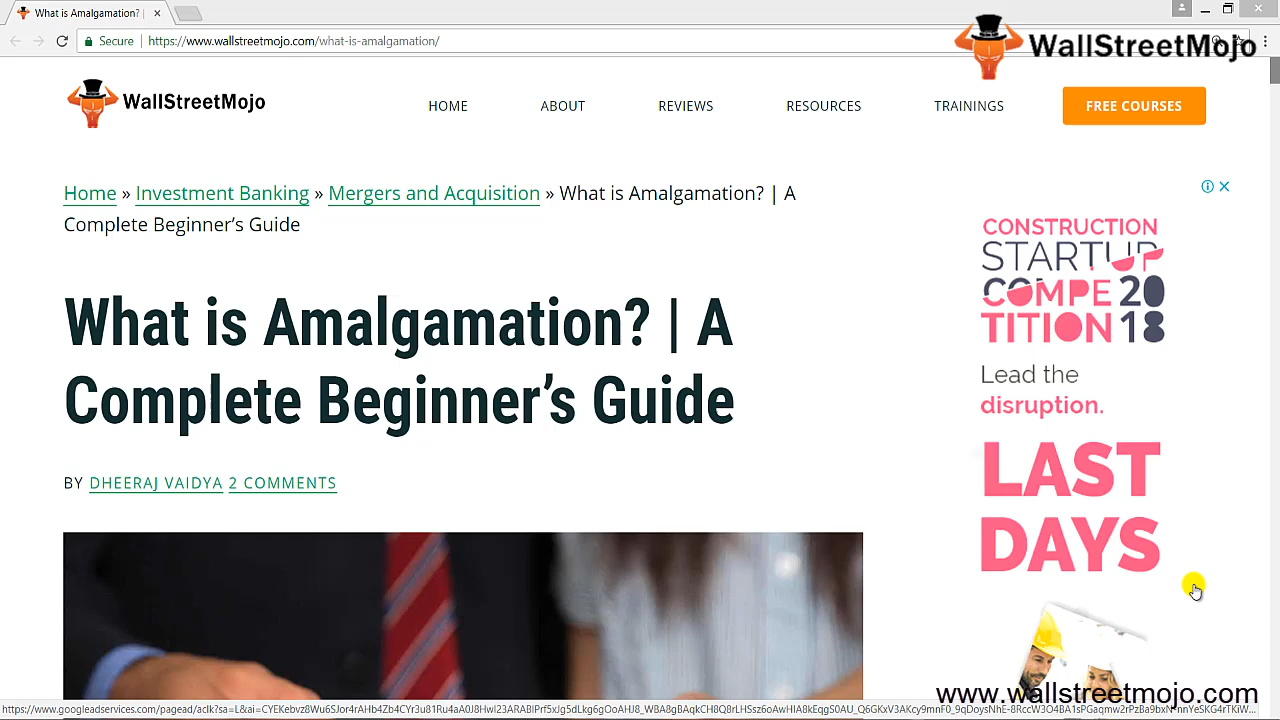 What is Amalgamation? |
Secure
https://www.wallstreetmojo.com/what-is-amalgamation/
WallStreetMojo
WallStreetMojo
HOME
ABOUT
REVIEWS
RESOURCES
TRAININGS
FREE COURSES
Home » Investment Banking » Mergers and Acquisition » What is Amalgamation? | A
Complete Beginner's Guide
What is Amalgamation? | A
Complete Beginner's Guide
BY DHEERAJ VAIDYA 2 COMMENTS
CONSTRUCTION
STARTUP
COMPE 20
TITION 18
Lead the
disruption.
LAST
DAYS
www.wallstreetmojo.com